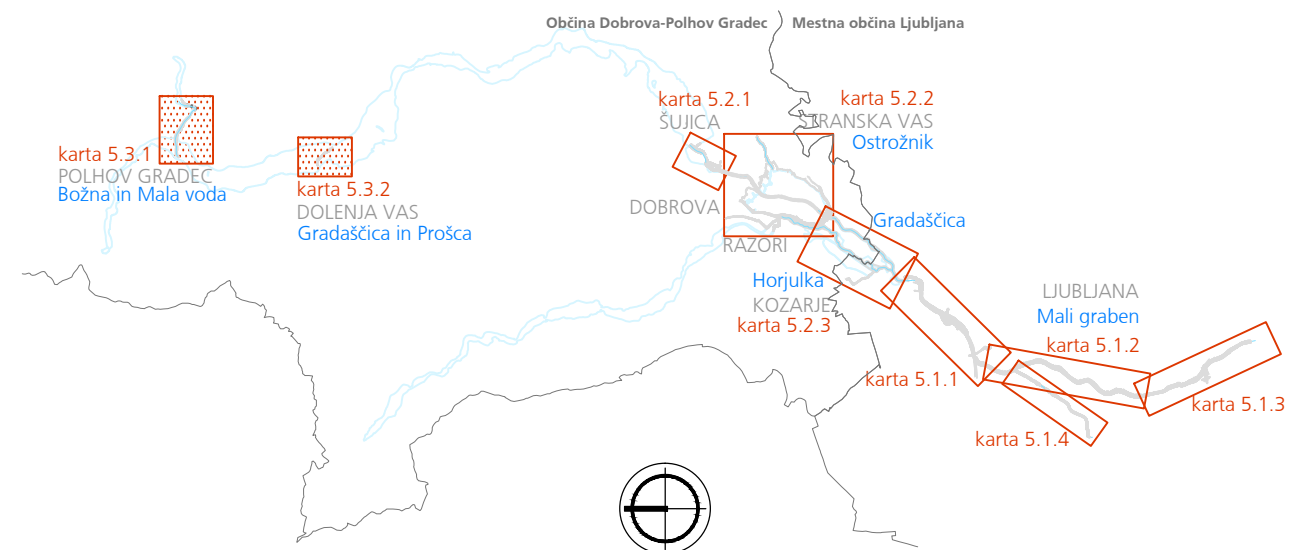 Občina Dobrova-Polhov Gradec
Mestna občina Ljubljana
karta 5.2.1
ŠUJICA
karta 5.2.2
STRANSKA VAS
Ostrožnik
karta 5.3.1
POLHOV GRADEC
Božna in Mala voda
karta 5.3.2
DOLENJA VAS
Gradaščica in Prošca
DOBROVA
RAZORI
Gradaščica
Horjulka
KOZARJE
karta 5.2.3
LJUBLJANA
Mali graben
karta 5.1.2
karta 5.1.1
karta 5.1.3
karta 5.1.4